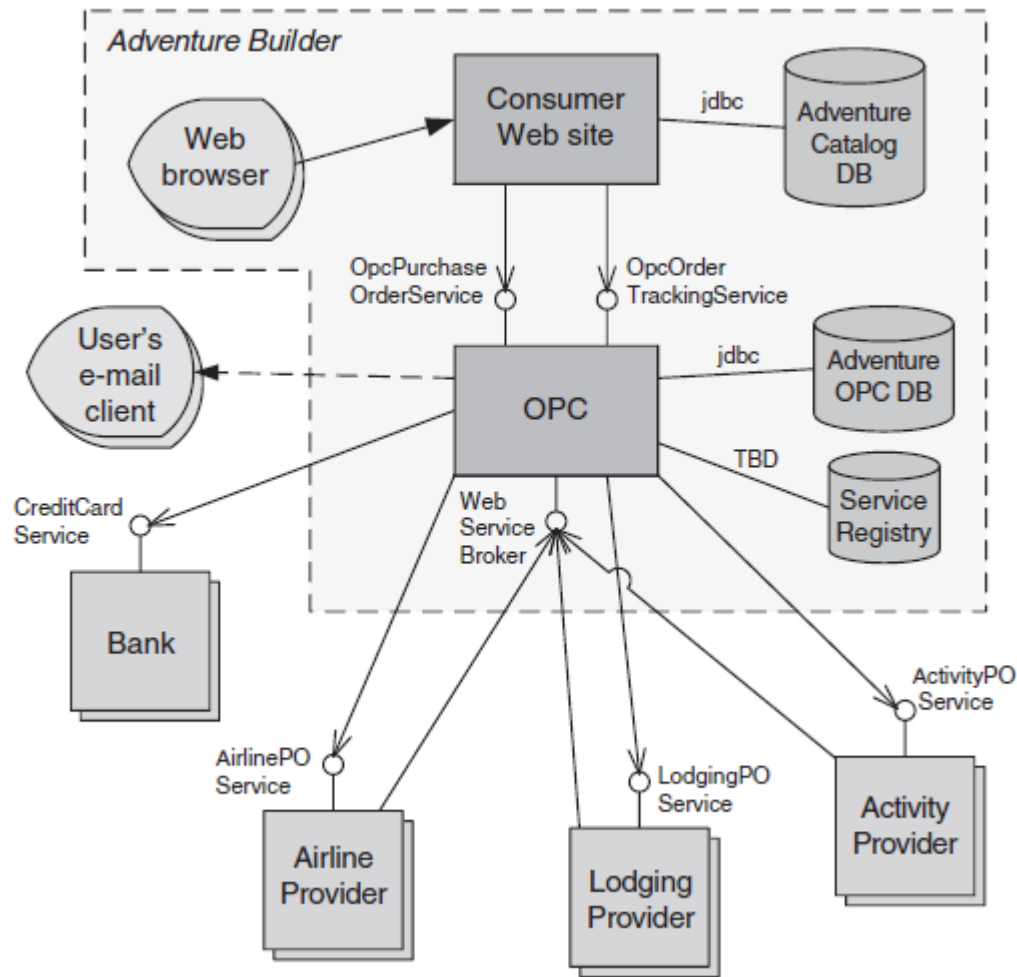 Adventure Builder
Consumer
Web site
jdbc
Adventure
Catalog
DB
Web
browser
OpcPurchase
OrderService
OpcOrder
TrackingService
User's
e-mail
client
OPC
jdbc
Adventure
OPC DB
TBD
Service
Registry
CreditCard
Service
Web
Service
Broker
Bank
ActivityPO
Service
AirlinePO
Service
LodgingPO
Service
Activity
Provider
Airline
Provider
Lodging
Provider